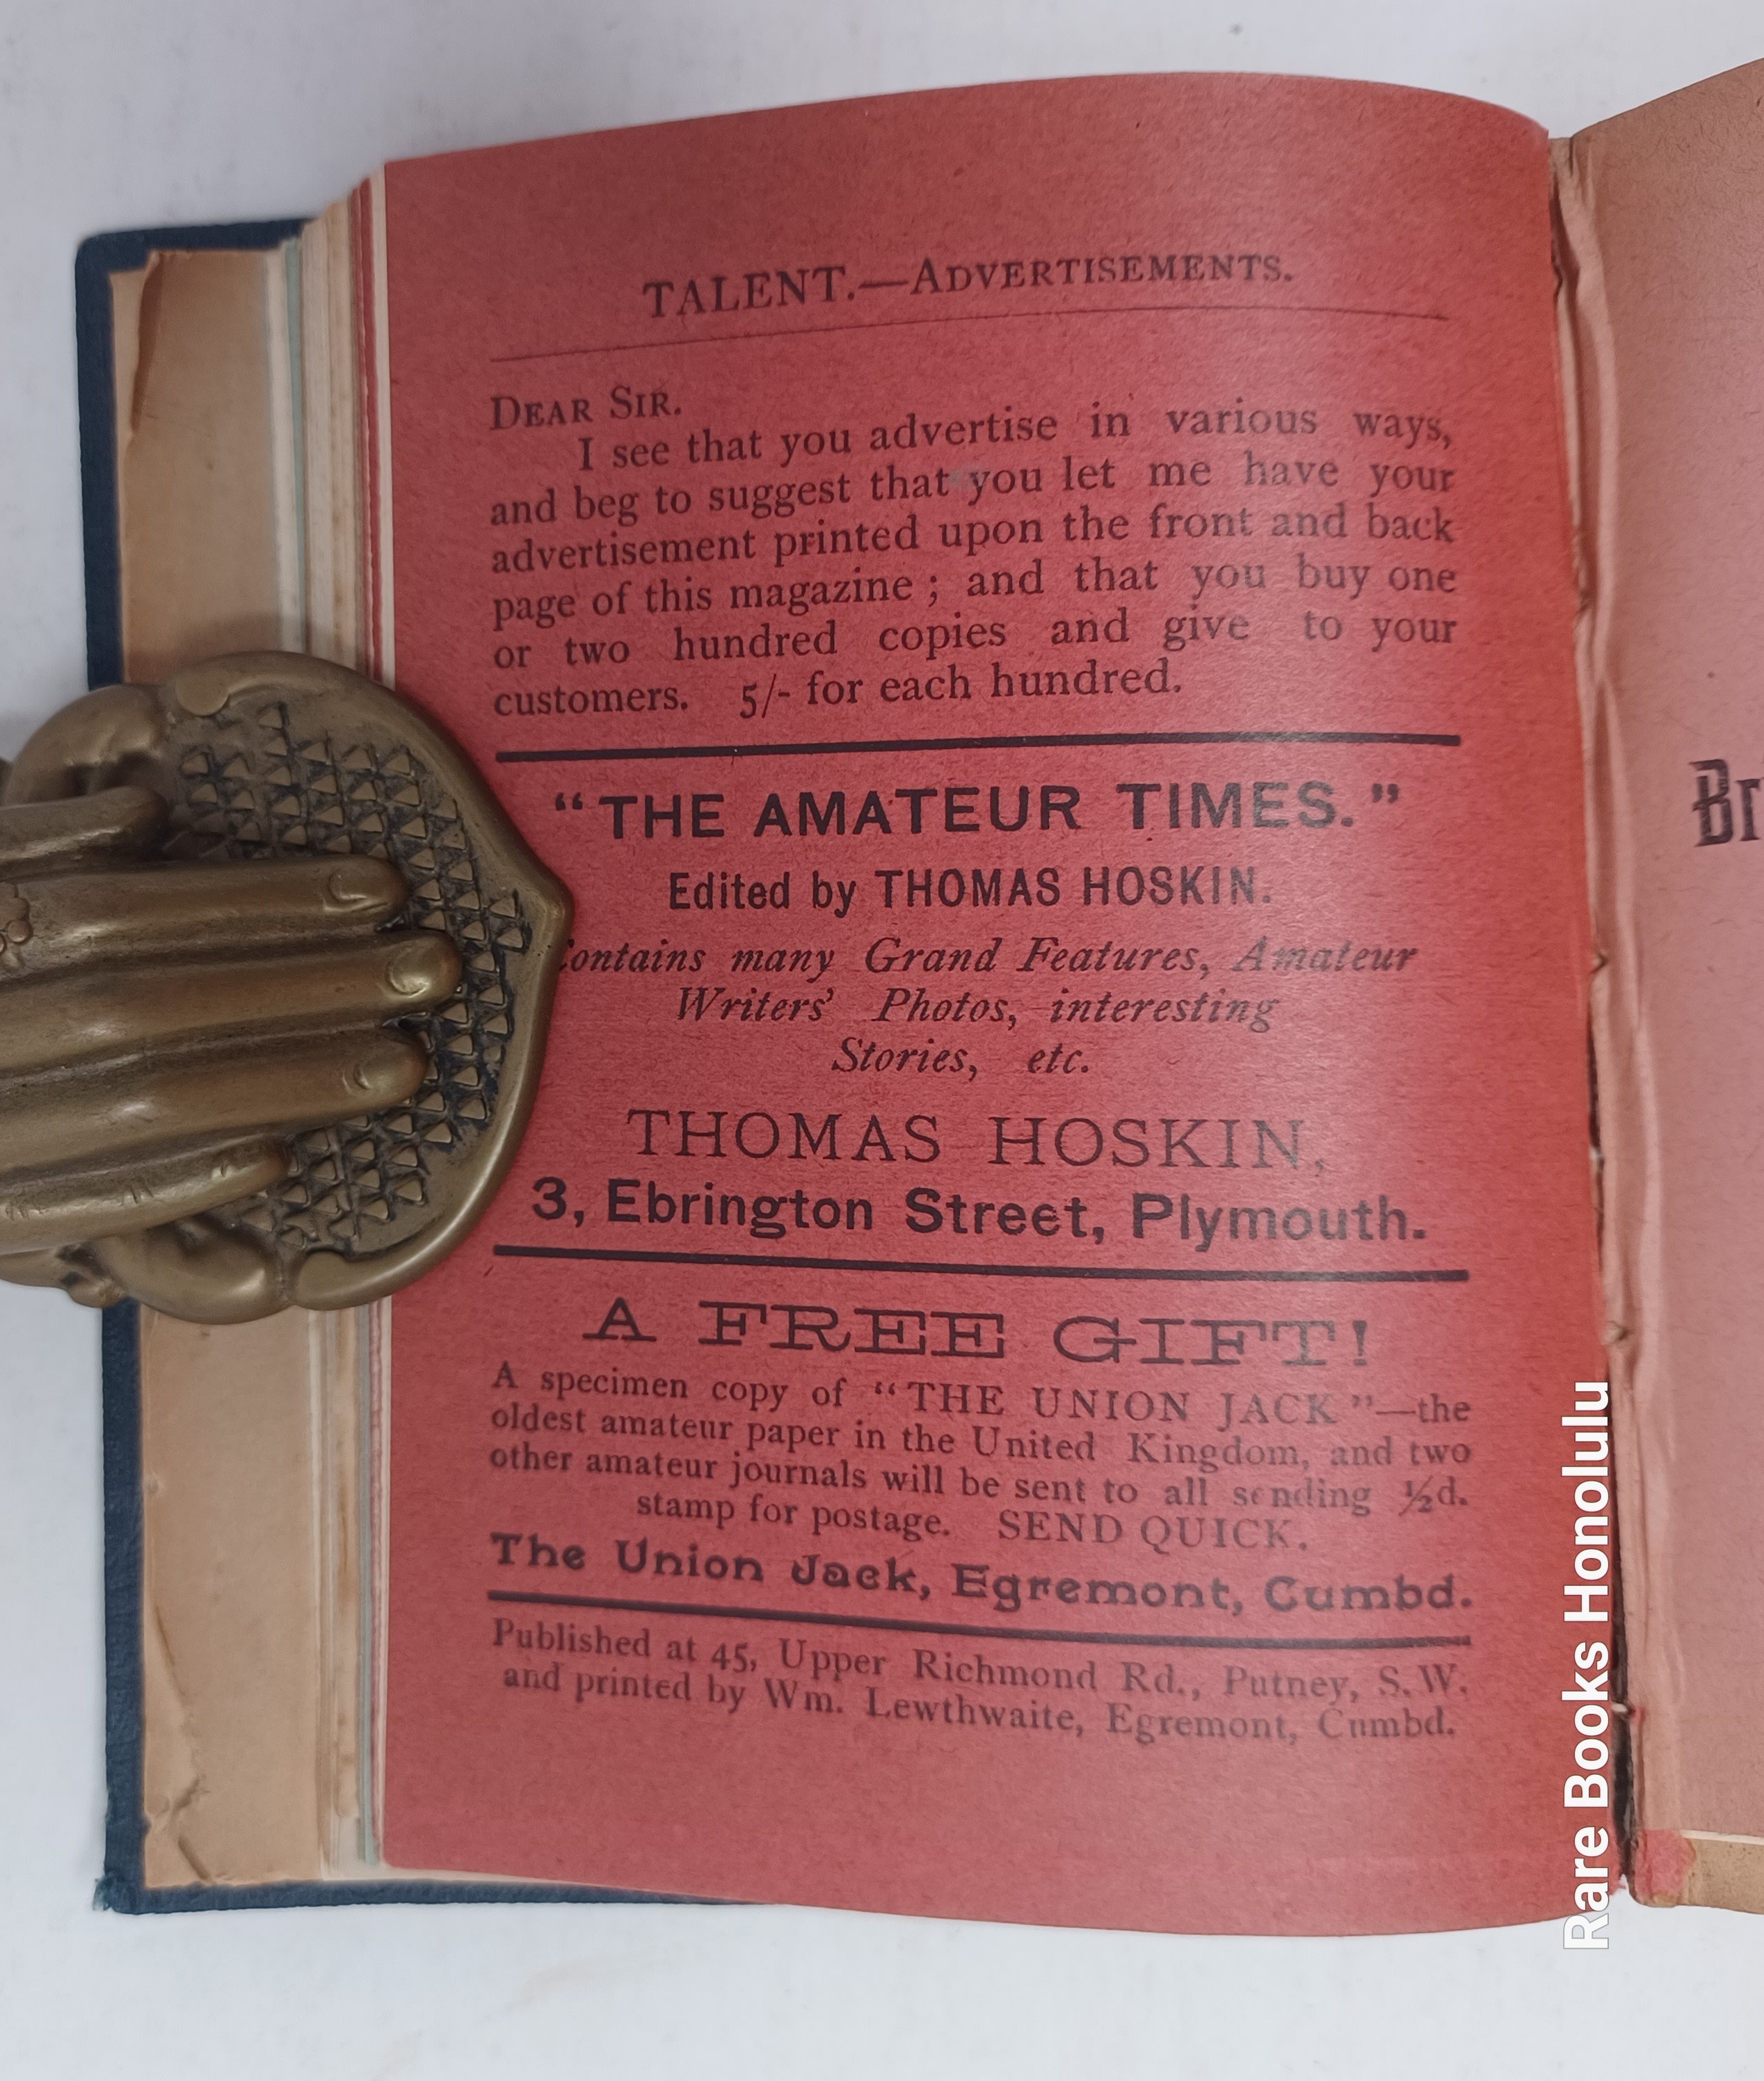 TALENT.—ADVERTISEMENTS.
DEAR SIR.
I see that you advertise in various ways,
and beg to suggest that you let me have your
advertisement printed upon the front and back
page of this magazine ; and that you buy one
or two hundred copies and give to your
customers. 5/- for each hundred.
“THE AMATEUR TIMES.”
Edited by THOMAS HOSKIN.
Contains many Grand Features, Amateur
Writers’ Photos, interesting
Stories, etc.
THOMAS HOSKIN,
3, Ebrington Street, Plymouth.
A FREE GIFT!
A specimen copy of “THE UNION JACK”—the
oldest amateur paper in the United Kingdom, and two
other amateur journals will be sent to all sending ½d.
stamp for postage. SEND QUICK.
The Union Jack, Egremont, Cumbd.
Published at 45, Upper Richmond Rd., Putney, S.W.
and printed by Wm. Lewthwaite, Egremont, Cumbd.
Rare Books Honolulu